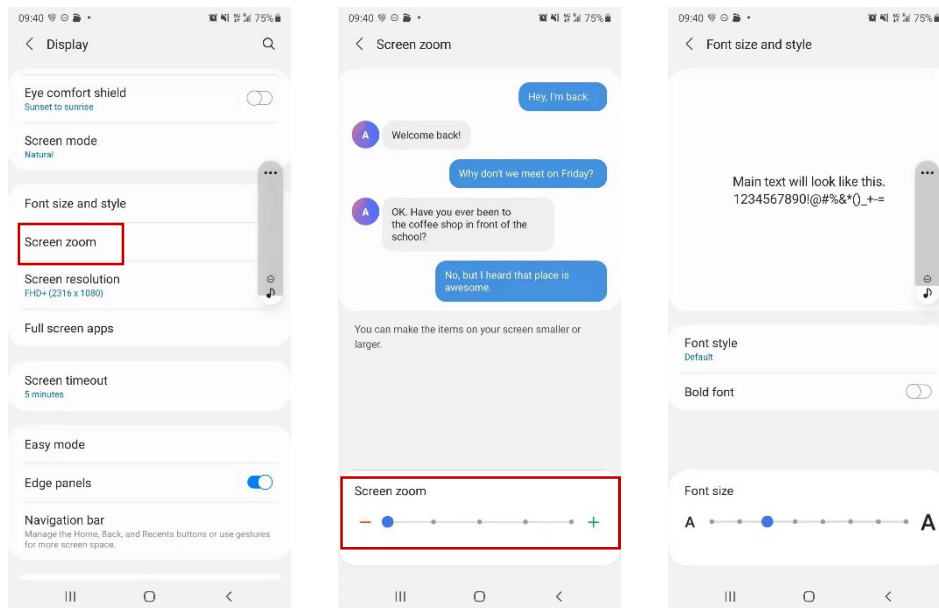 09:40
75%
Display
Eye comfort shield
Sunset to sunrise
Screen mode
Natural
Font size and style
Screen zoom
Screen resolution
FHD+ (2316 x 1080)
Full screen apps
Screen timeout
5 minutes
Easy mode
Edge panels
Navigation bar
Manage the Home, Back, and Recents buttons or use gestures
for more screen space.
09:40
75%
Screen zoom
Hey, I'm back.
A
Welcome back!
Why don't we meet on Friday?
A
OK. Have you ever been to
the coffee shop in front of the
school?
No, but I heard that place is
awesome.
You can make the items on your screen smaller or
larger.
Screen zoom
09:40
75%
Font size and style
Main text will look like this.
1234567890!@#%&*()_+-=
Font style
Default
Bold font
Font size
A A